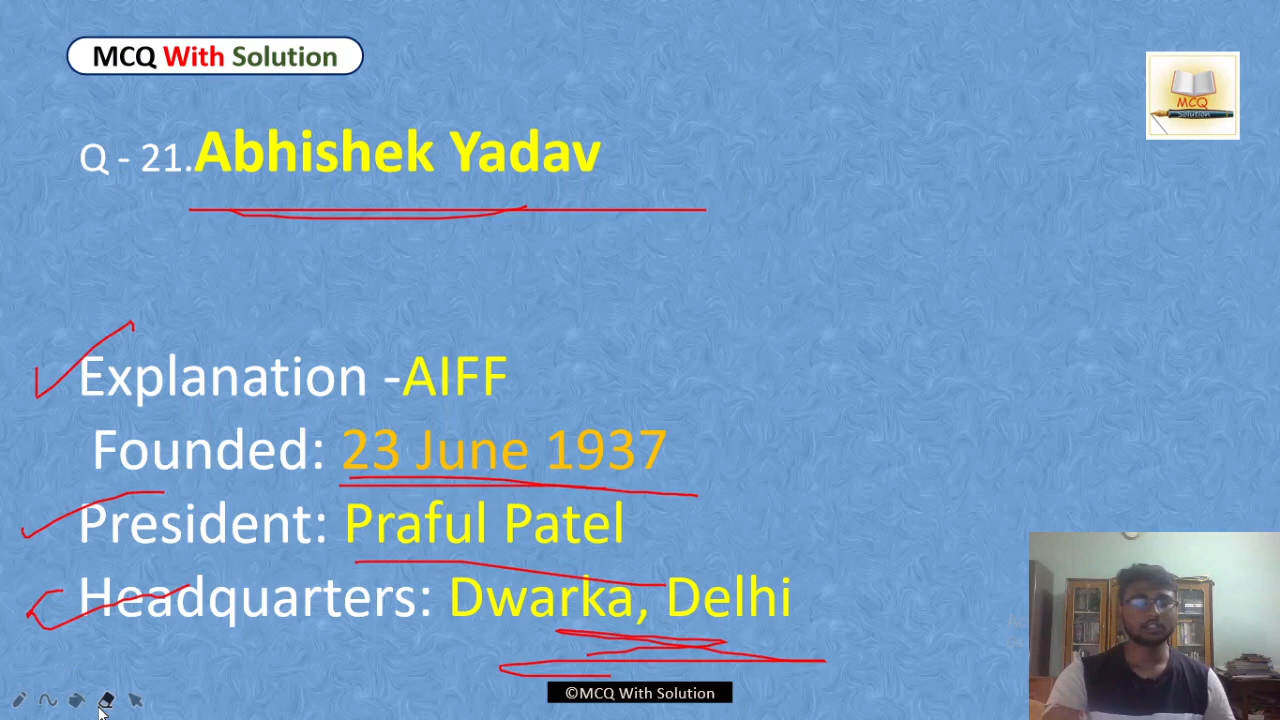 MCQ With Solution
MCQ
Solution
Q - 21.Abhishek Yadav
Explanation -AIFF
Founded: 23 June 1937
President: Praful Patel
Headquarters: Dwarka, Delhi
©MCQ With Solution